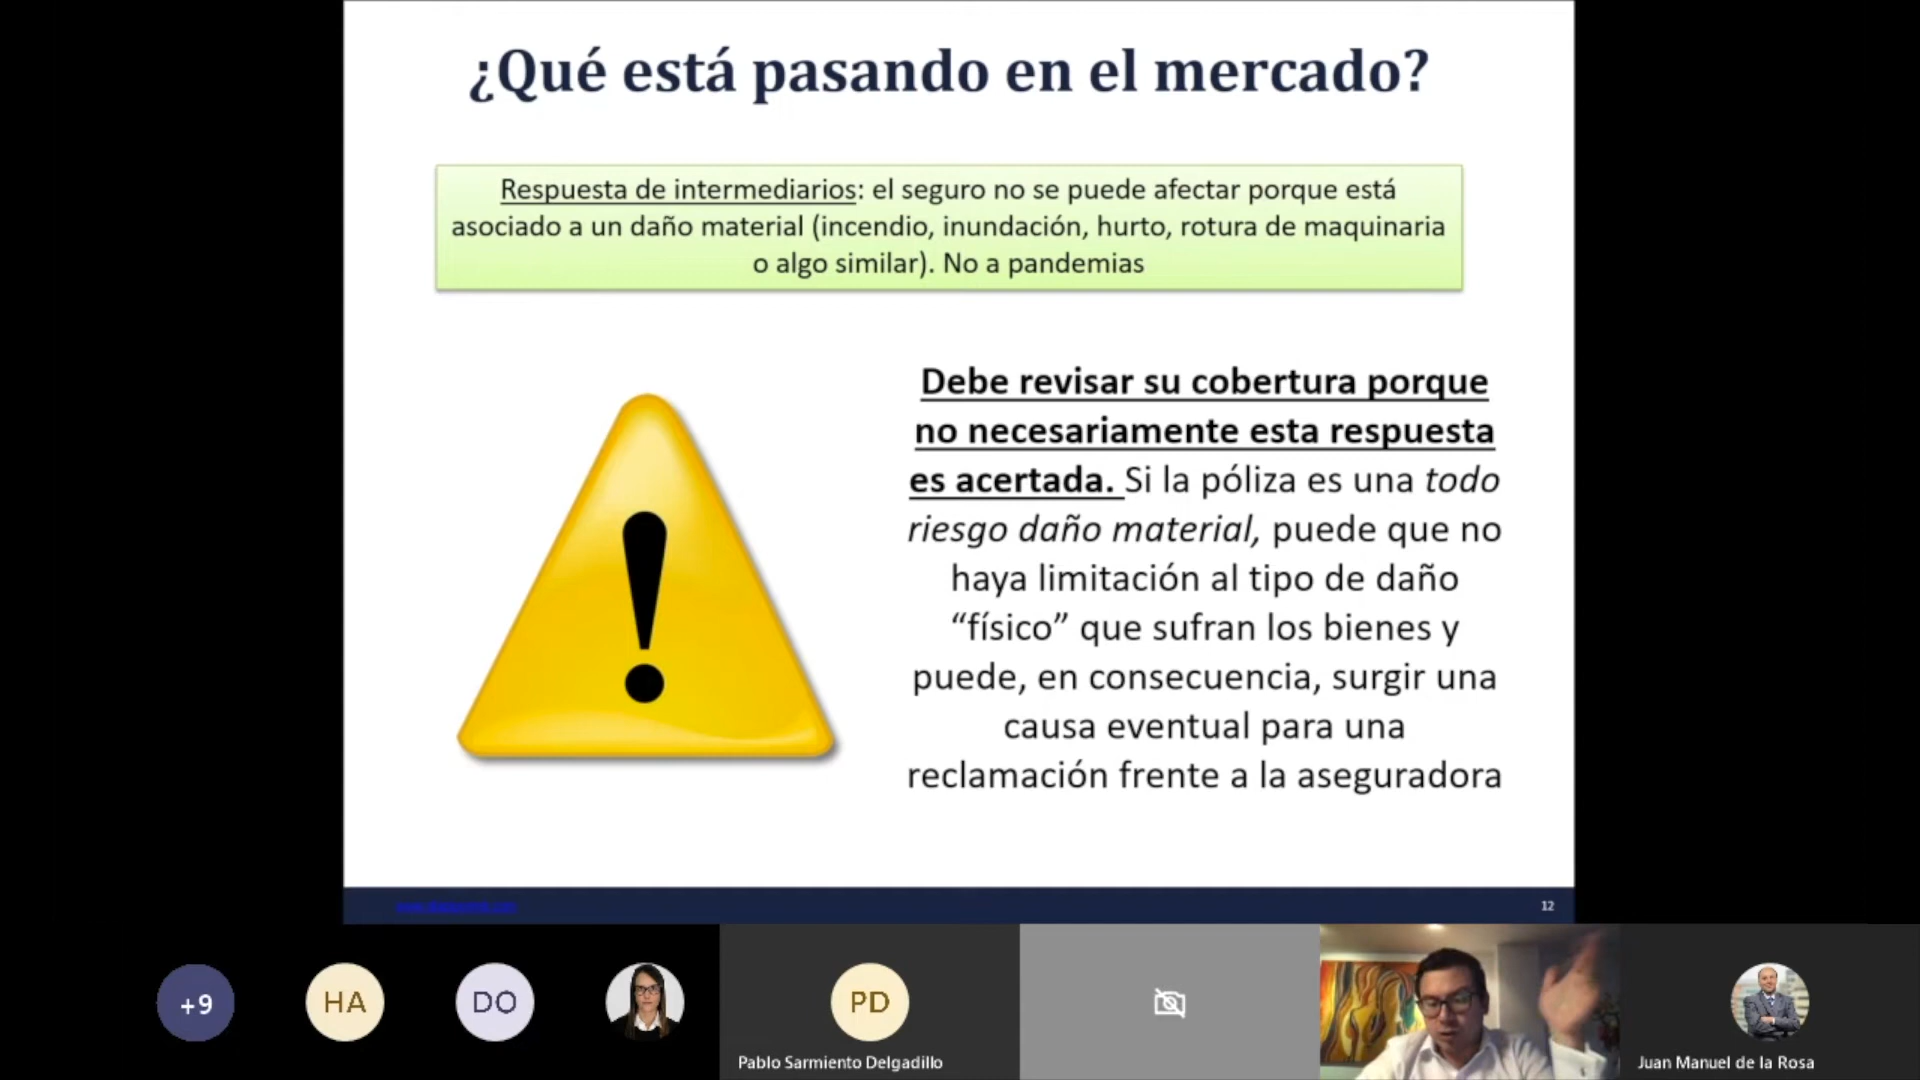 ¿Qué está pasando en el mercado?
Respuesta de intermediarios: el seguro no se puede afectar porque está
asociado a un daño material (incendio, inundación, hurto, rotura de maquinaria
o algo similar). No a pandemias
Debe revisar su cobertura porque
no necesariamente esta respuesta
es acertada. Si la póliza es una todo
riesgo daño material, puede que no
haya limitación al tipo de daño
“físico” que sufran los bienes y
puede, en consecuencia, surgir una
causa eventual para una
reclamación frente a la aseguradora
12
+9
HA
DO
PD
Pablo Sarmiento Delgadillo
Juan Manuel de la Rosa